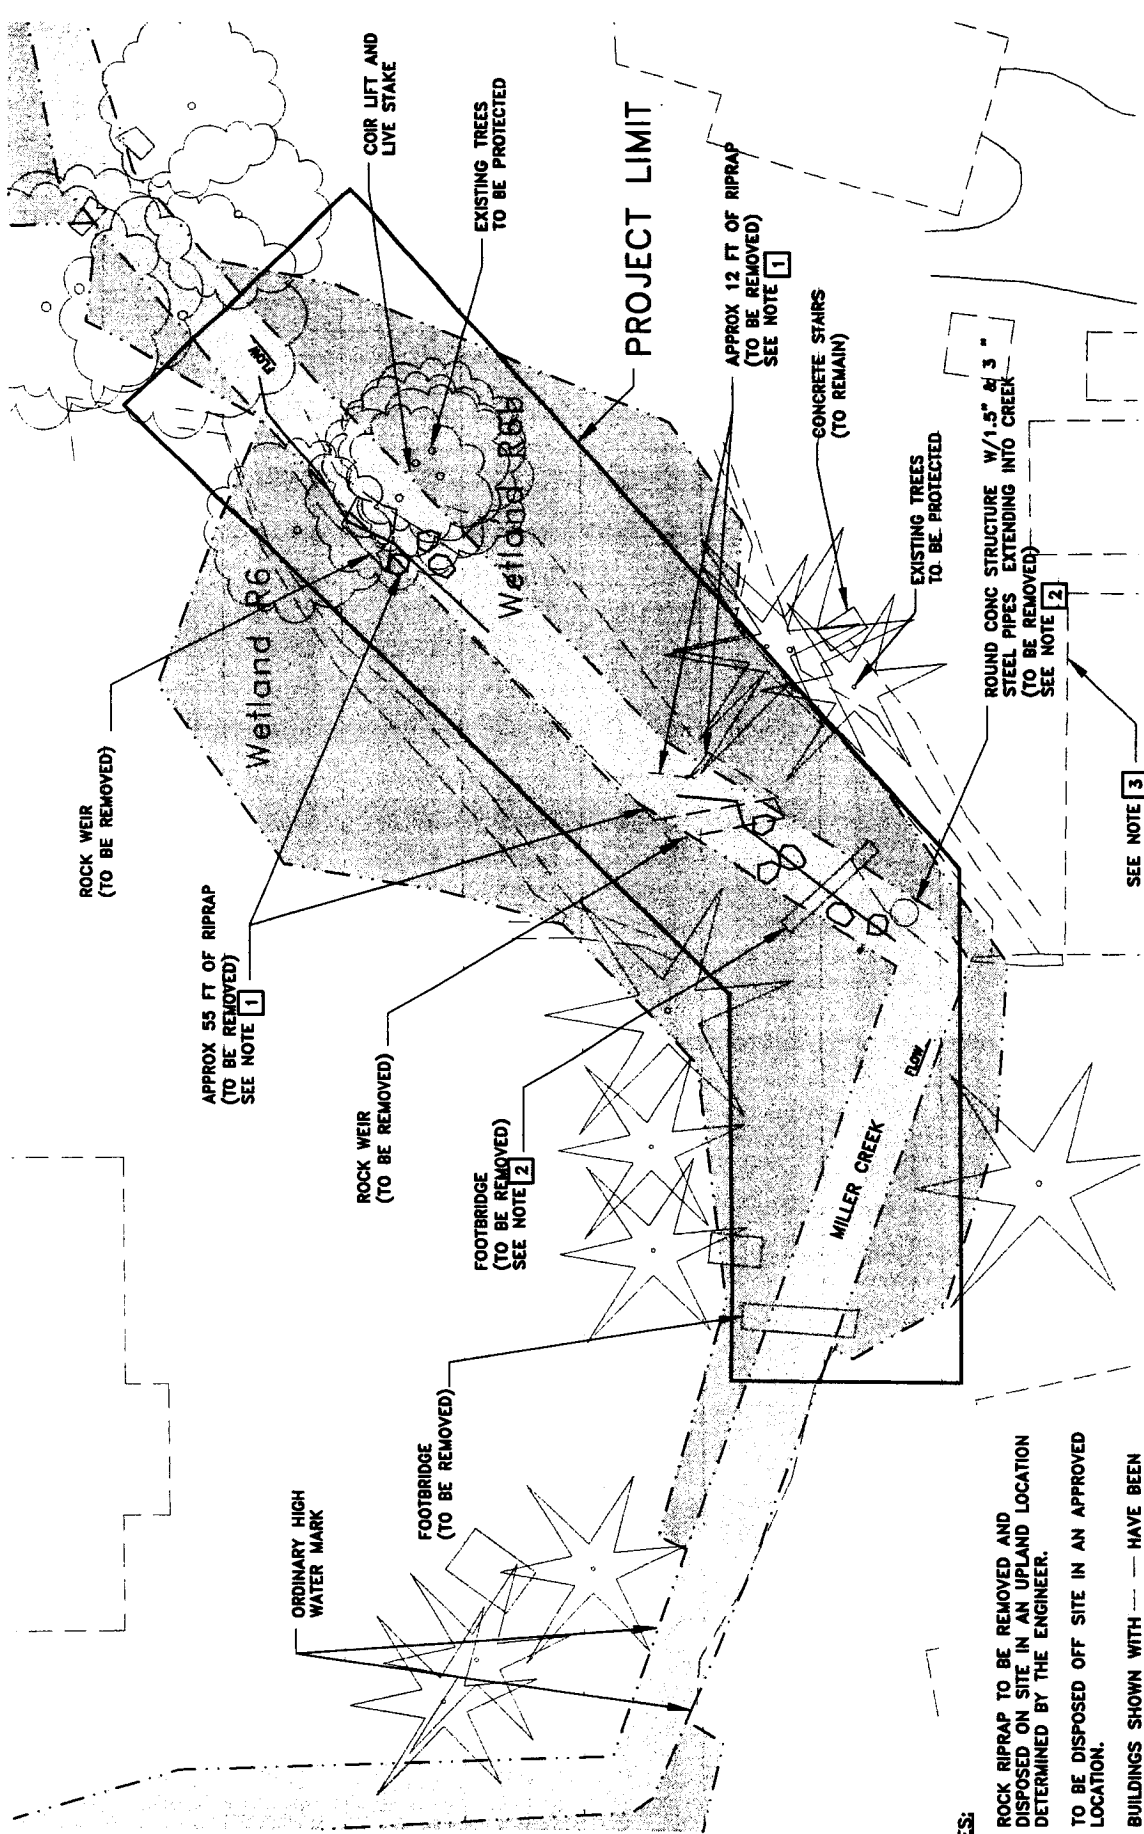 COIR LIFT AND
LIVE STAKE
EXISTING TREES
TO BE PROTECTED
PROJECT LIMIT
APPROX 12 FT OF RIPRAP
(TO BE REMOVED)
SEE NOTE 1
CONCRETE STAIRS
(TO REMAIN)
EXISTING TREES
TO BE PROTECTED
ROUND CONC STRUCTURE W/1.5" & 3 "
STEEL PIPES EXTENDING INTO CREEK
(TO BE REMOVED)
SEE NOTE 2
SEE NOTE 3
FLOW
Wetland R6
Wetland R6b
ROCK WEIR
(TO BE REMOVED)
APPROX 55 FT OF RIPRAP
(TO BE REMOVED)
SEE NOTE 1
ROCK WEIR
(TO BE REMOVED)
FOOTBRIDGE
(TO BE REMOVED)
SEE NOTE 2
MILLER CREEK
FLOW
FOOTBRIDGE
(TO BE REMOVED)
ORDINARY HIGH
WATER MARK
ES:
ROCK RIPRAP TO BE REMOVED AND
DISPOSED ON SITE IN AN UPLAND LOCATION
DETERMINED BY THE ENGINEER.
TO BE DISPOSED OFF SITE IN AN APPROVED
LOCATION.
BUILDINGS SHOWN WITH — — HAVE BEEN